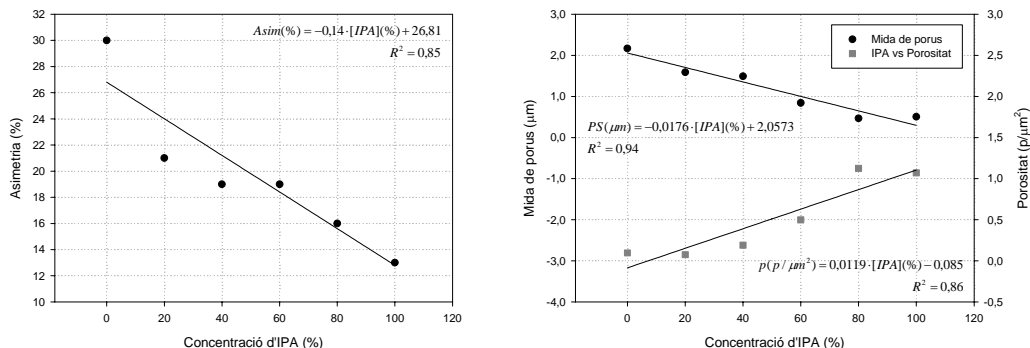 Asim(%) = −0,14·[IPA](%) + 26,81
R² = 0,85
Asimetria (%)
32
30
28
26
24
22
20
18
16
14
12
10
0 20 40 60 80 100 120
Concentració d'IPA (%)
Mida de porus
IPA vs Porositat
PS(μm) = −0,0176·[IPA](%) + 2,0573
R² = 0,94
p(p / μm²) = 0,0119·[IPA](%) − 0,085
R² = 0,86
Mida de porus (μm)
3,0
2,0
1,0
0,0
-1,0
-2,0
-3,0
-4,0
Porositat (p/μm²)
3,0
2,5
2,0
1,5
1,0
0,5
0,0
-0,5
0 20 40 60 80 100 120
Concentració d'IPA (%)